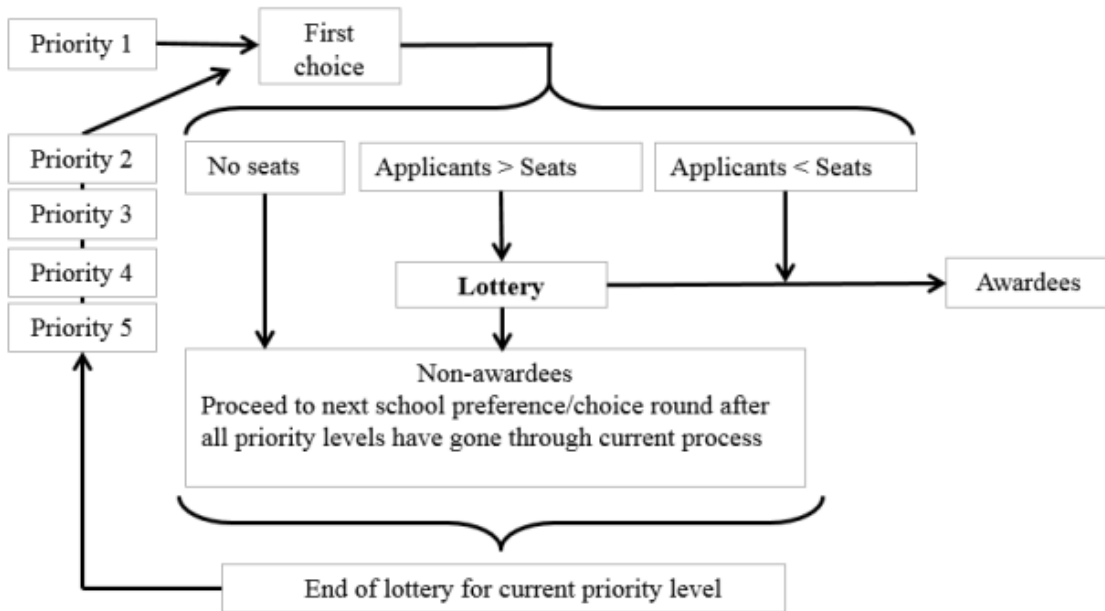 Priority 1
First
choice
Priority 2
Priority 3
Priority 4
Priority 5
No seats
Applicants > Seats
Applicants < Seats
Lottery
Awardees
Non-awardees
Proceed to next school preference/choice round after
all priority levels have gone through current process
End of lottery for current priority level